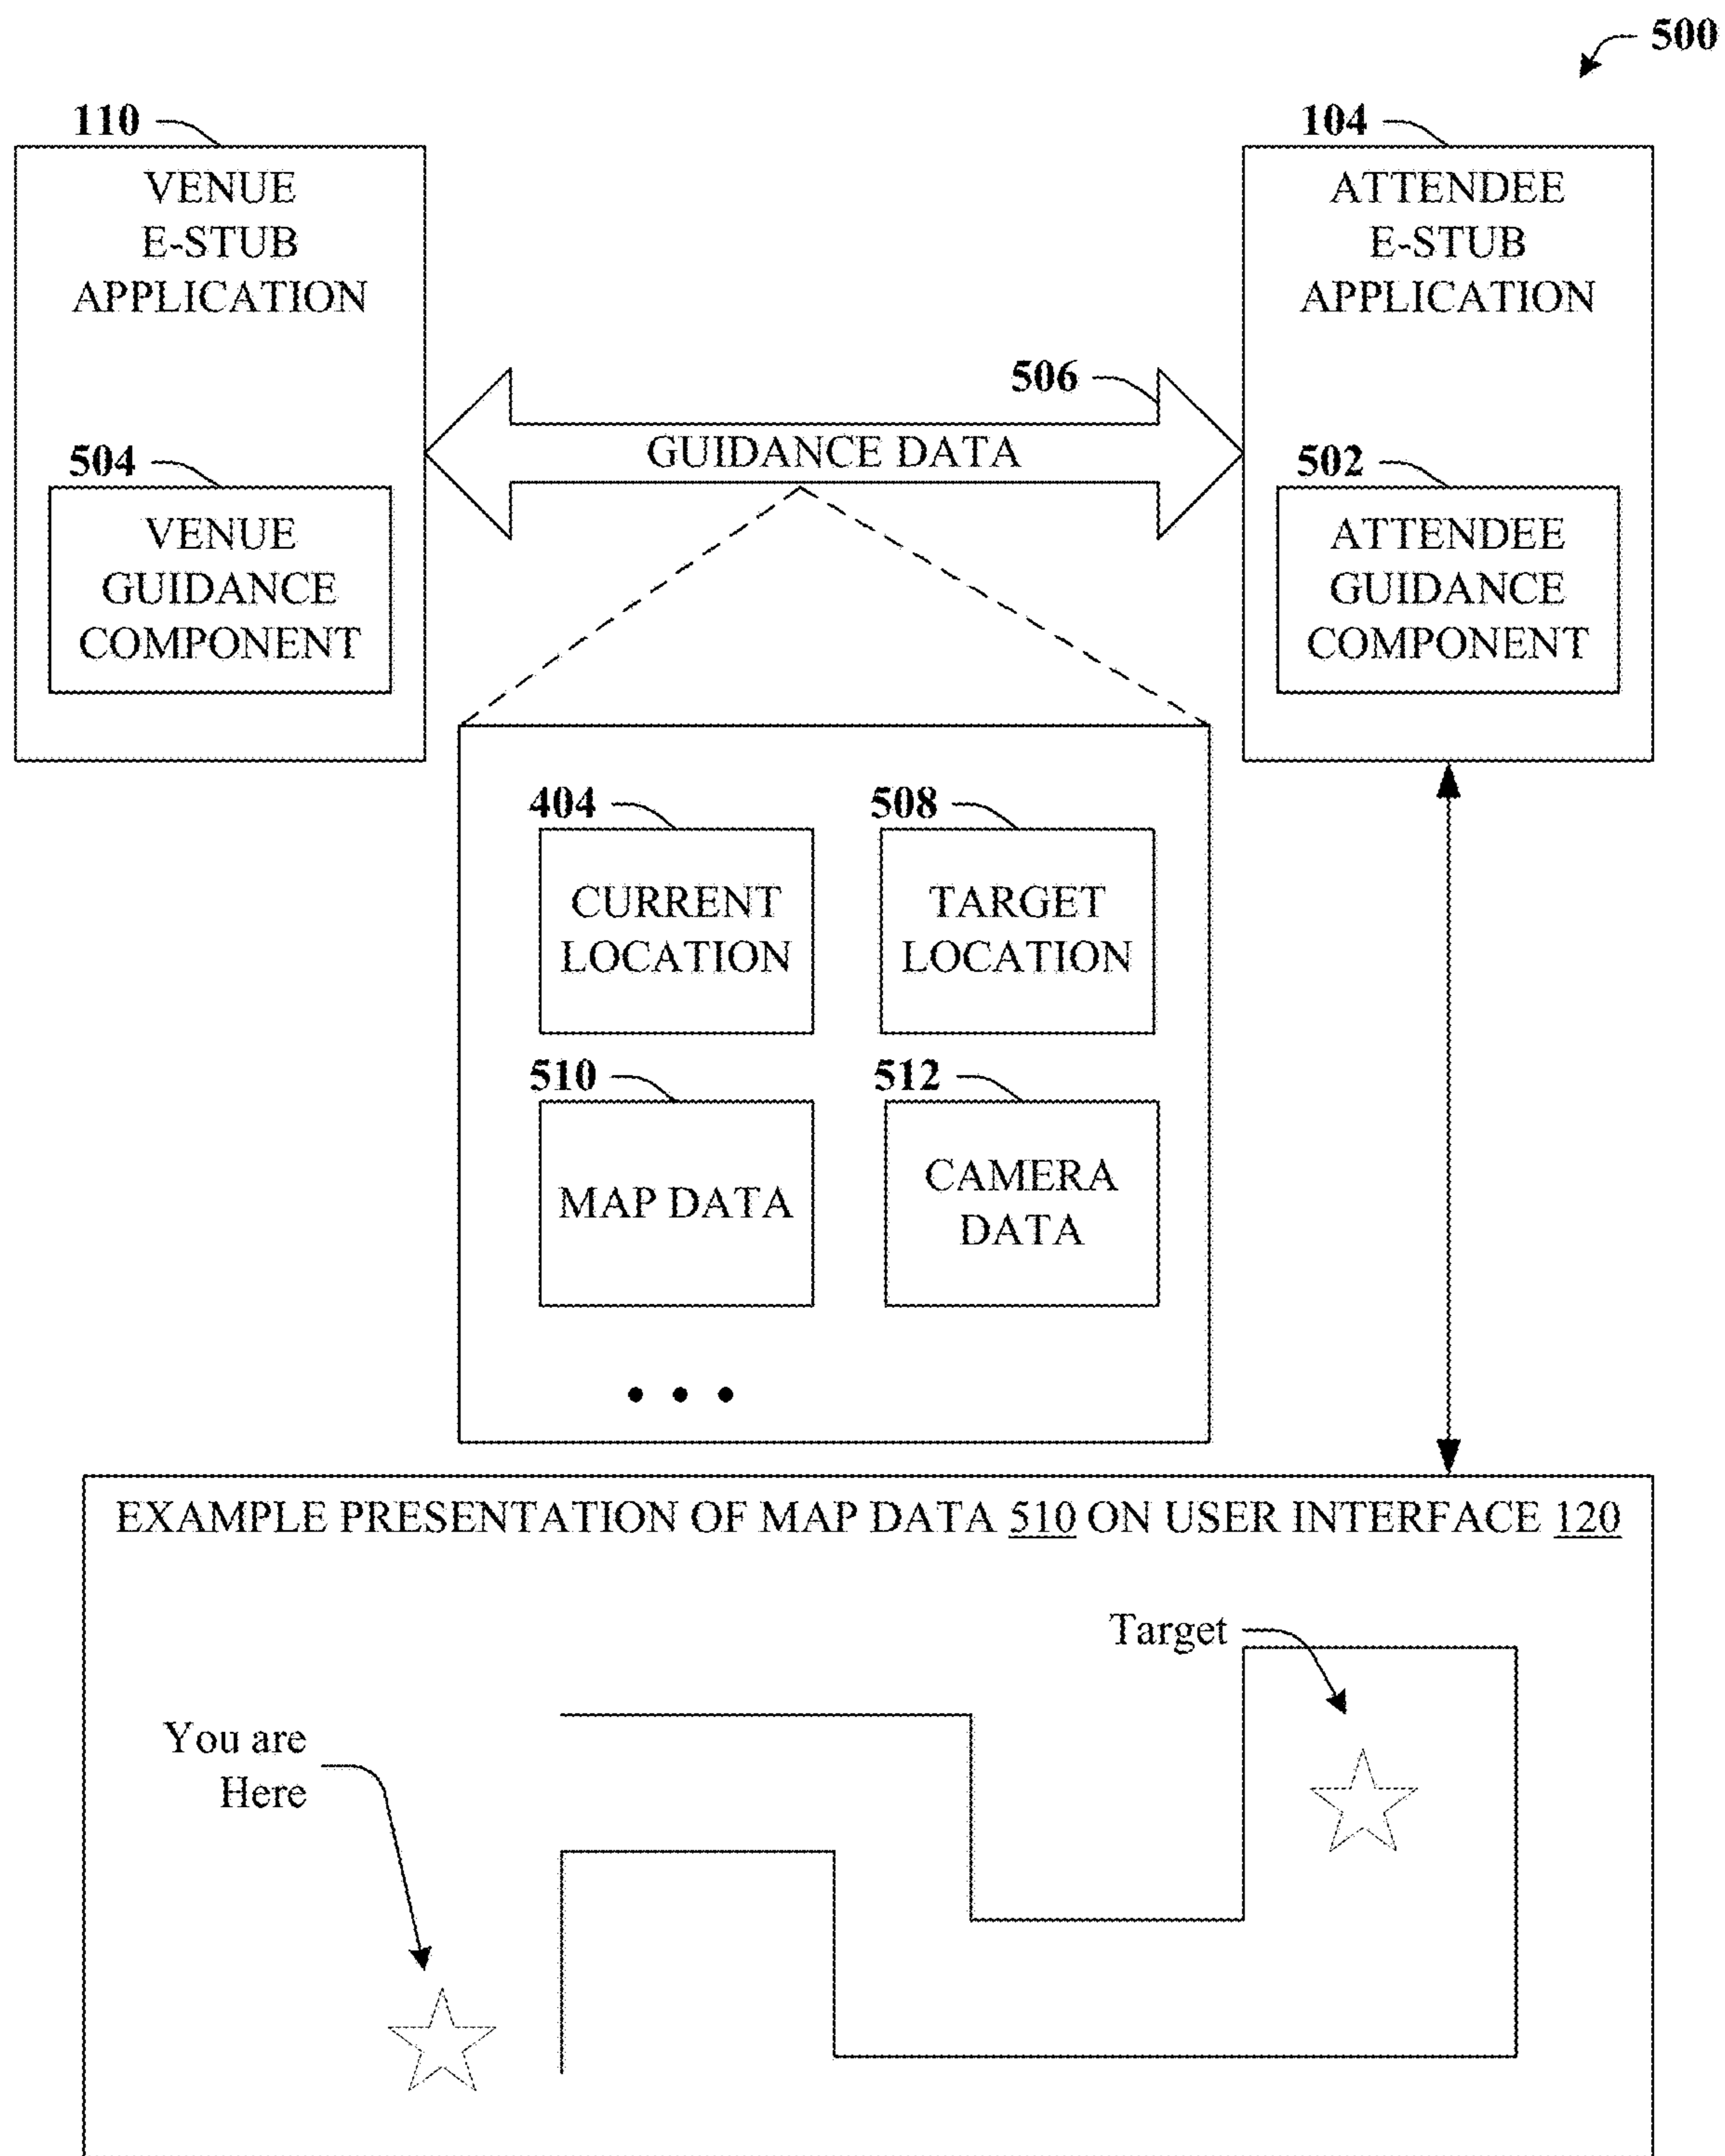 500
110
VENUE
E-STUB
APPLICATION
504
VENUE
GUIDANCE
COMPONENT
506
GUIDANCE DATA
104
ATTENDEE
E-STUB
APPLICATION
502
ATTENDEE
GUIDANCE
COMPONENT
404
CURRENT
LOCATION
508
TARGET
LOCATION
510
MAP DATA
512
CAMERA
DATA
• • •
EXAMPLE PRESENTATION OF MAP DATA 510 ON USER INTERFACE 120
You are
Here
Target